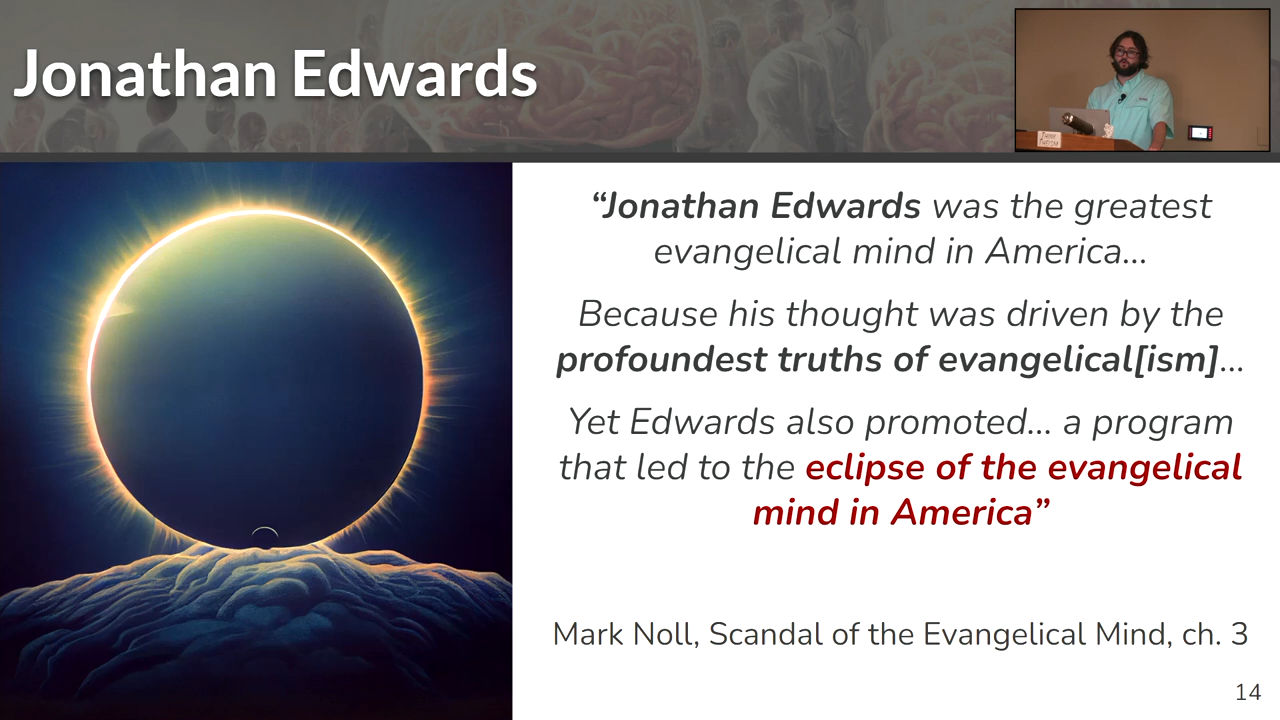 Jonathan Edwards
“Jonathan Edwards was the greatest
evangelical mind in America...
Because his thought was driven by the
profoundest truths of evangelical[ism]...
Yet Edwards also promoted... a program
that led to the eclipse of the evangelical
mind in America”
Mark Noll, Scandal of the Evangelical Mind, ch. 3
14